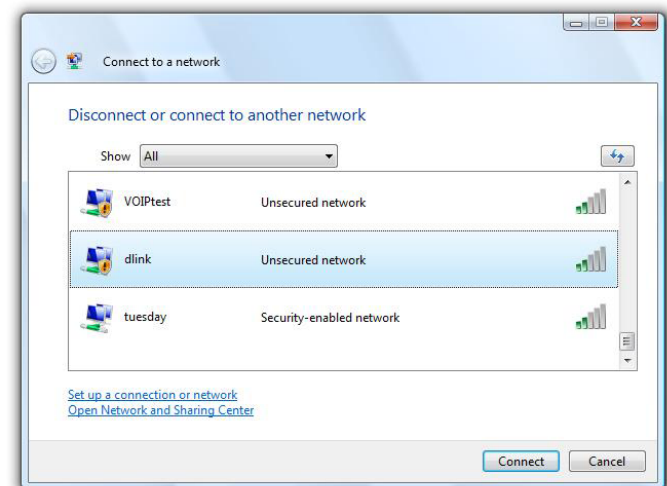 Connect to a network
Disconnect or connect to another network
Show All
VOIPtest Unsecured network
dlink Unsecured network
tuesday Security-enabled network
Set up a connection or network
Open Network and Sharing Center
Connect Cancel